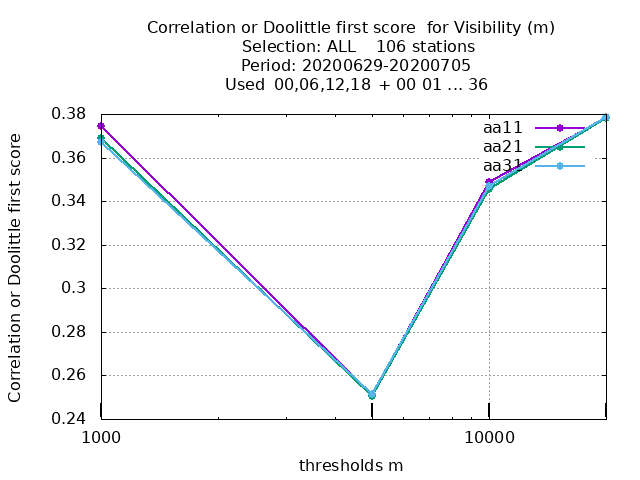 Correlation or Doolittle first score  for Visibility (m)
Selection: ALL    106 stations
Period: 20200629-20200705
Used  00,06,12,18 + 00 01 ... 36
Correlation or Doolittle first score
0.38
0.36
0.34
0.32
0.3
0.28
0.26
0.24
aa11
aa21
aa31
1000
10000
thresholds m